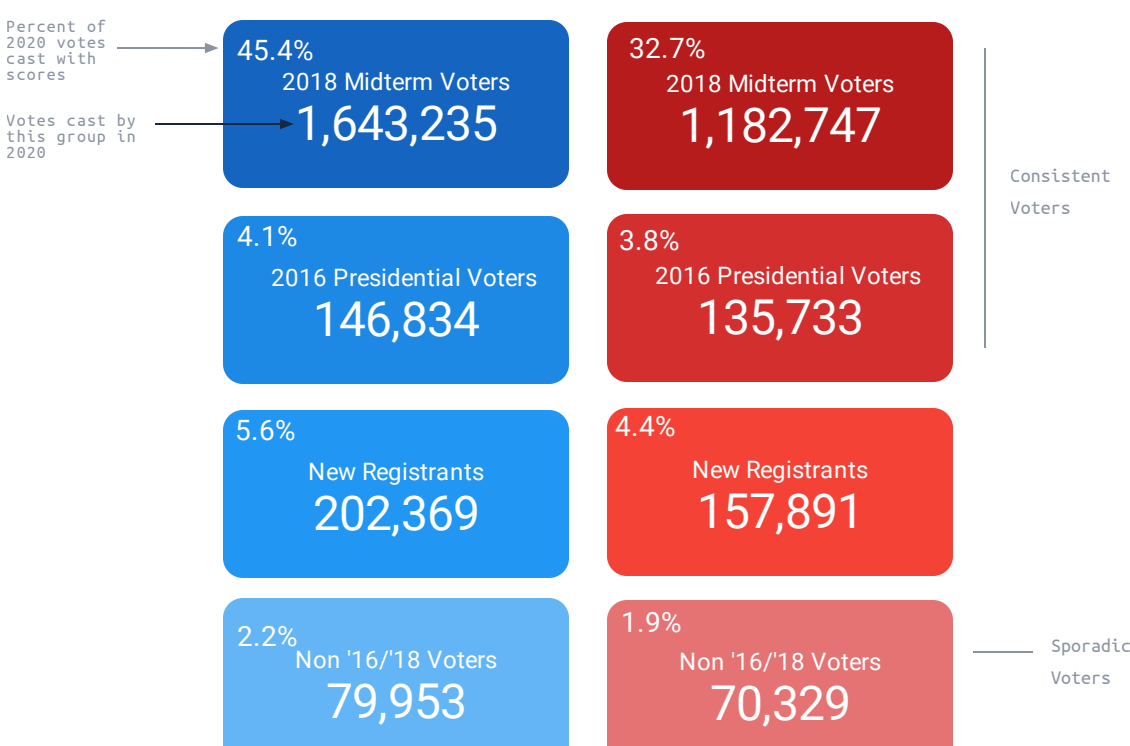 Percent of
2020 votes
cast with
scores
Votes cast by
this group in
2020
45.4%
2018 Midterm Voters
1,643,235
32.7%
2018 Midterm Voters
1,182,747
Consistent
Voters
4.1%
2016 Presidential Voters
146,834
3.8%
2016 Presidential Voters
135,733
5.6%
New Registrants
202,369
4.4%
New Registrants
157,891
2.2%
Non '16/'18 Voters
79,953
1.9%
Non '16/'18 Voters
70,329
Sporadic
Voters